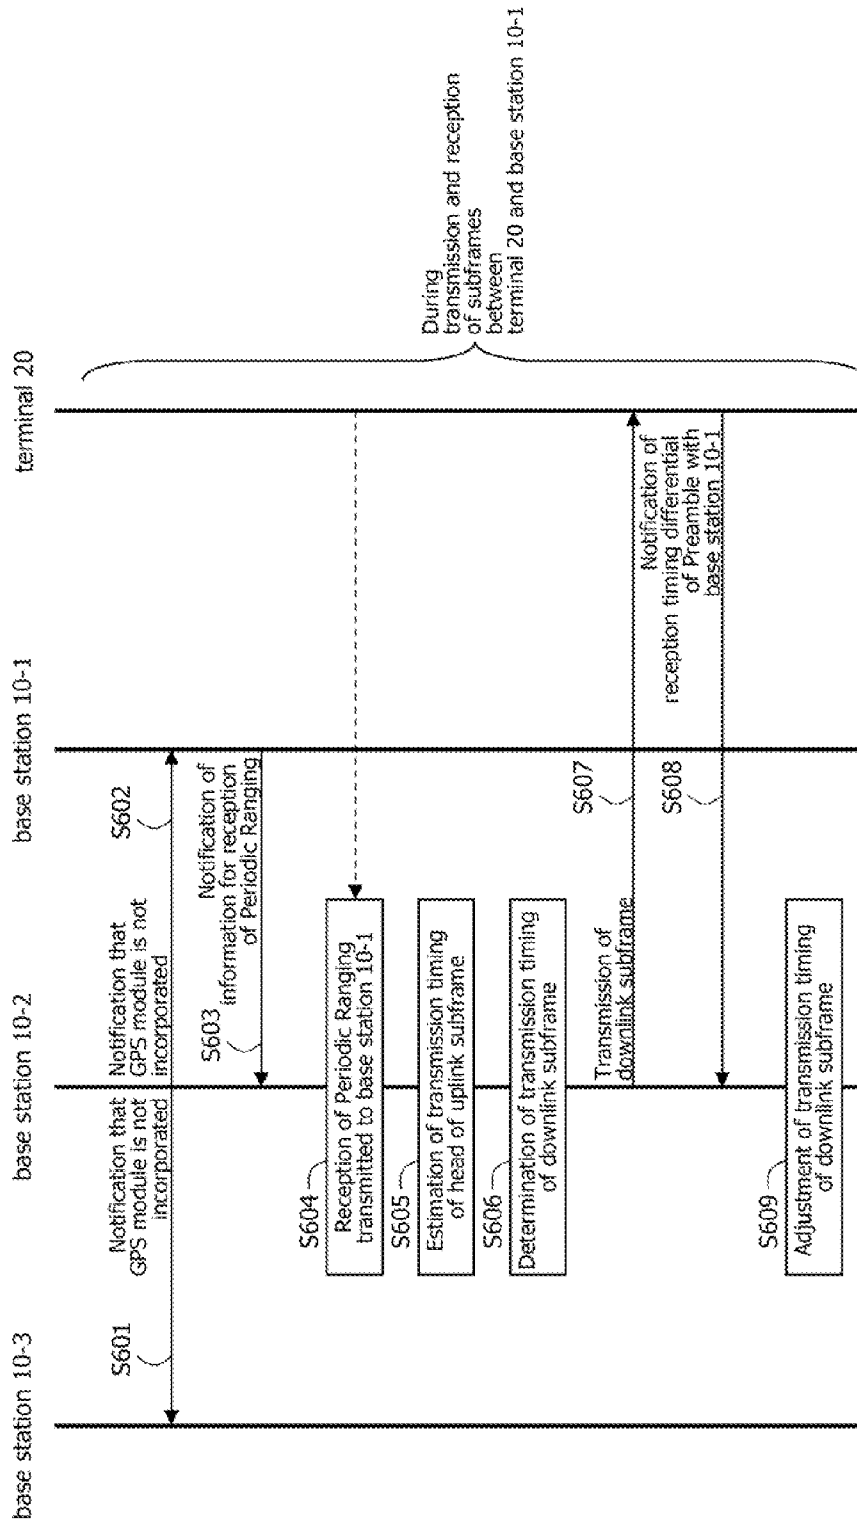 base station 10-3
base station 10-2
base station 10-1
terminal 20
S601
Notification that
GPS module is not
incorporated
Notification that
GPS module is not
incorporated
S602
S603
Notification of
information for reception
of Periodic Ranging
S604
Reception of Periodic Ranging
transmitted to base station 10-1
S605
Estimation of transmission timing
of head of uplink subframe
S606
Determination of transmission timing
of downlink subframe
Transmission of
downlink subframe
S607
Notification of
reception timing differential
of Preamble with
base station 10-1
S608
S609
Adjustment of transmission timing
of downlink subframe
During
transmission and reception
of subframes
between
terminal 20 and base station 10-1